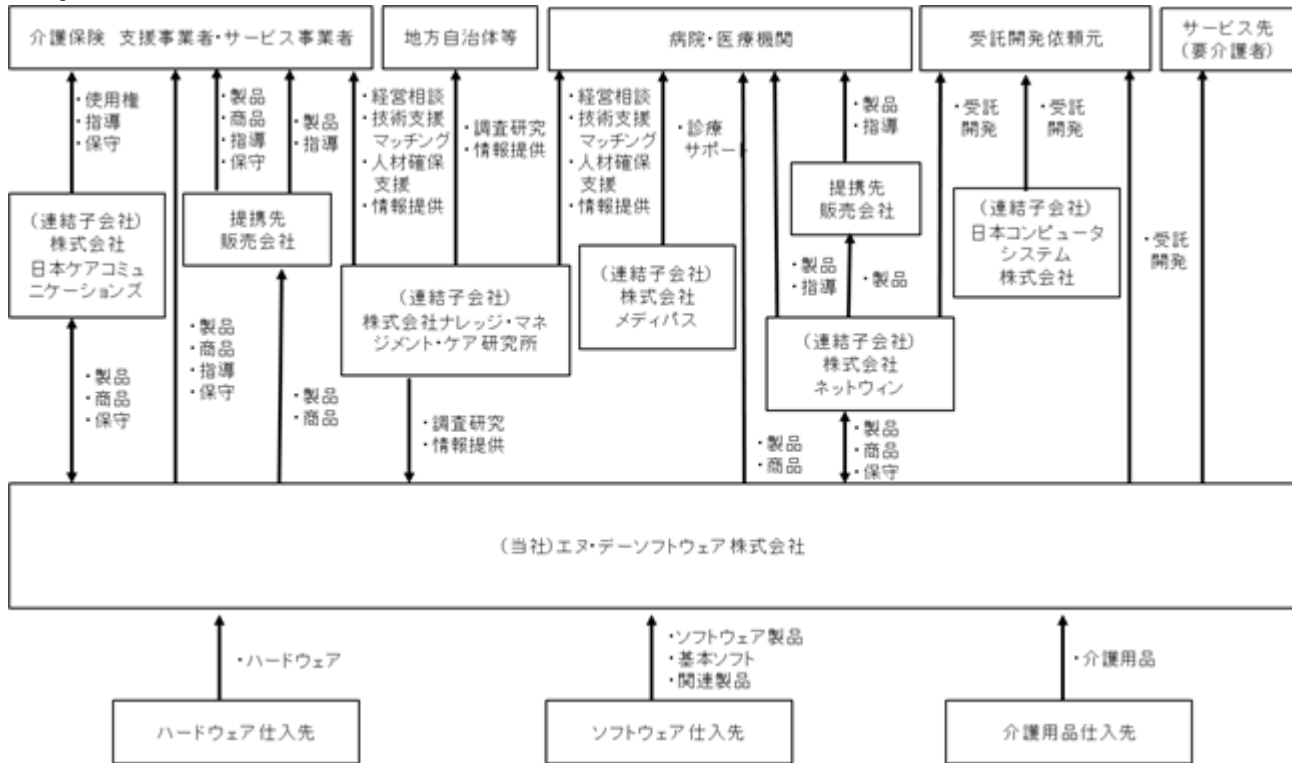 介護保険 支援事業者・サービス事業者
地方自治体等
病院・医療機関
受託開発依頼元
サービス先
(要介護者)
・使用権
・指導
・保守
・製品
・商品
・指導
・保守
・製品
・指導
・経営相談
・技術支援
マッチング
・人材確保
支援
・情報提供
・調査研究
・情報提供
・経営相談
・技術支援
マッチング
・人材確保
支援
・情報提供
・診療
サポート
・製品
・指導
・受託
開発
・受託
開発
(連結子会社)
株式会社
日本ケアコミュ
ニケーションズ
提携先
販売会社
(連結子会社)
株式会社ナレッジ・マネ
ジメント・ケア研究所
(連結子会社)
株式会社
メディパス
提携先
販売会社
(連結子会社)
日本コンピュータ
システム
株式会社
・製品
・指導
・製品
・受託
開発
(連結子会社)
株式会社
ネットウィン
・製品
・商品
・保守
・製品
・商品
・指導
・保守
・製品
・商品
・調査研究
・情報提供
・製品
・商品
・製品
・商品
・保守
(当社)エヌ・デーソフトウェア株式会社
・ハードウェア
・ソフトウェア製品
・基本ソフト
・関連製品
・介護用品
ハードウェア仕入先
ソフトウェア仕入先
介護用品仕入先